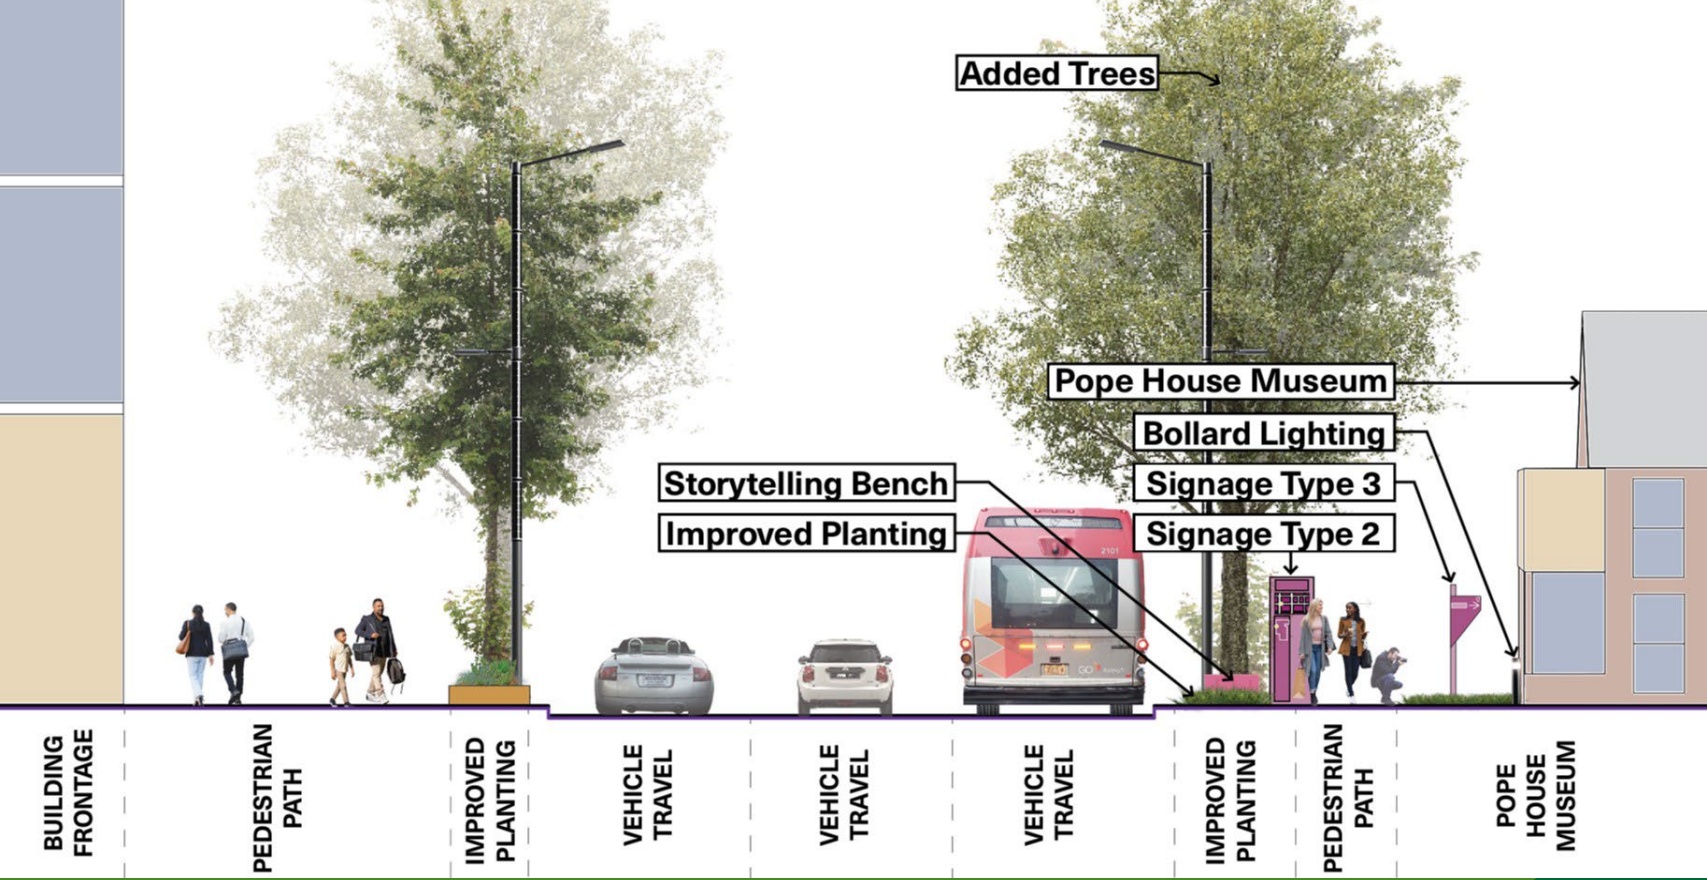 Added Trees
Pope House Museum
Bollard Lighting
Storytelling Bench
Signage Type 3
Improved Planting
Signage Type 2
2101
BUILDING
FRONTAGE
PEDESTRIAN
PATH
IMPROVED
PLANTING
VEHICLE
TRAVEL
VEHICLE
TRAVEL
VEHICLE
TRAVEL
IMPROVED
PLANTING
PEDESTRIAN
PATH
POPE
HOUSE
MUSEUM